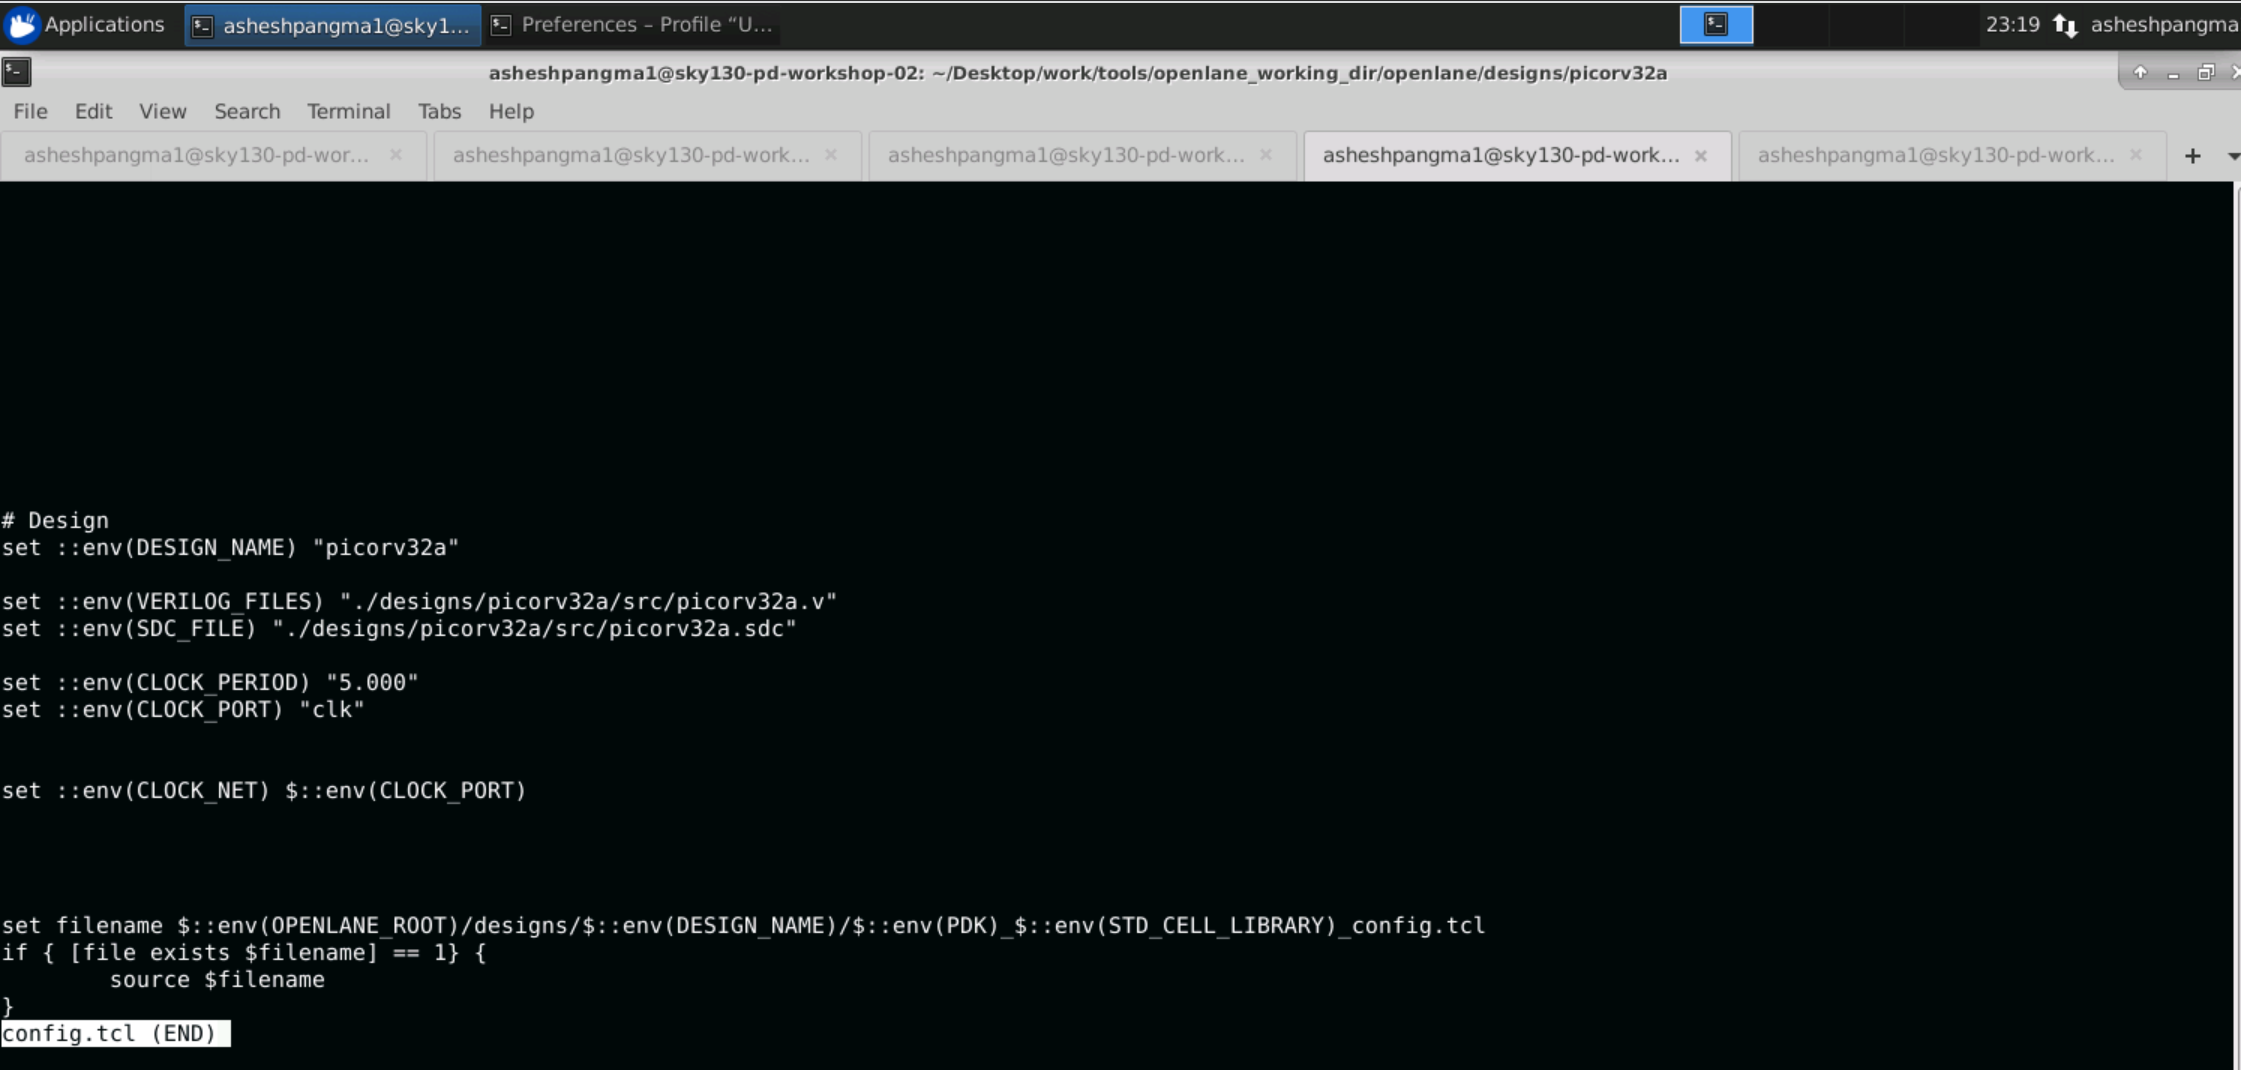 Applications
asheshpangma1@sky1...
Preferences – Profile “U...
23:19
asheshpangma
asheshpangma1@sky130-pd-workshop-02: ~/Desktop/work/tools/openlane_working_dir/openlane/designs/picorv32a
File Edit View Search Terminal Tabs Help
asheshpangma1@sky130-pd-wor... × asheshpangma1@sky130-pd-work... × asheshpangma1@sky130-pd-work... × asheshpangma1@sky130-pd-work... × asheshpangma1@sky130-pd-work... × +
# Design
set ::env(DESIGN_NAME) "picorv32a"
set ::env(VERILOG_FILES) "./designs/picorv32a/src/picorv32a.v"
set ::env(SDC_FILE) "./designs/picorv32a/src/picorv32a.sdc"
set ::env(CLOCK_PERIOD) "5.000"
set ::env(CLOCK_PORT) "clk"
set ::env(CLOCK_NET) $::env(CLOCK_PORT)
set filename $::env(OPENLANE_ROOT)/designs/$::env(DESIGN_NAME)/$::env(PDK)_$::env(STD_CELL_LIBRARY)_config.tcl
if { [file exists $filename] == 1} {
        source $filename
}
config.tcl (END)